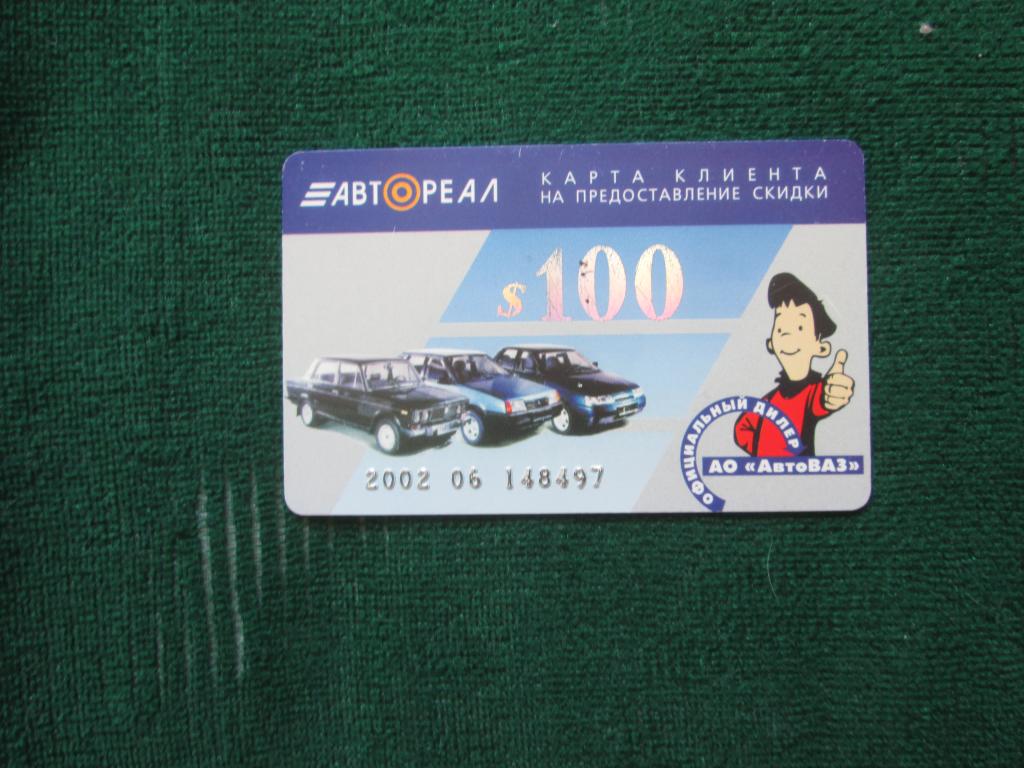 АВТОРЕАЛ
КАРТА КЛИЕНТА
НА ПРЕДОСТАВЛЕНИЕ СКИДКИ
$100
2002 06 148497
ОФИЦИАЛЬНЫЙ ДИЛЕР
АО «АвтоВАЗ»